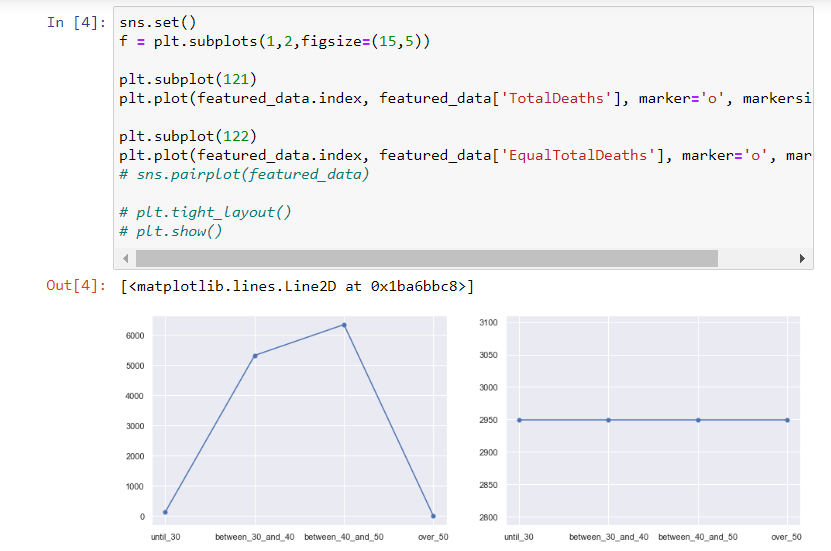 In [4]: sns.set()
f = plt.subplots(1,2,figsize=(15,5))
plt.subplot(121)
plt.plot(featured_data.index, featured_data['TotalDeaths'], marker='o', markersi
plt.subplot(122)
plt.plot(featured_data.index, featured_data['EqualTotalDeaths'], marker='o', mar
# sns.pairplot(featured_data)
# plt.tight_layout()
# plt.show()
Out[4]: [<matplotlib.lines.Line2D at 0x1ba6bbc8>]
6000
5000
4000
3000
2000
1000
0
until_30 between_30_and_40 between_40_and_50 over_50
3100
3050
3000
2950
2900
2850
2800
until_30 between_30_and_40 between_40_and_50 over_50